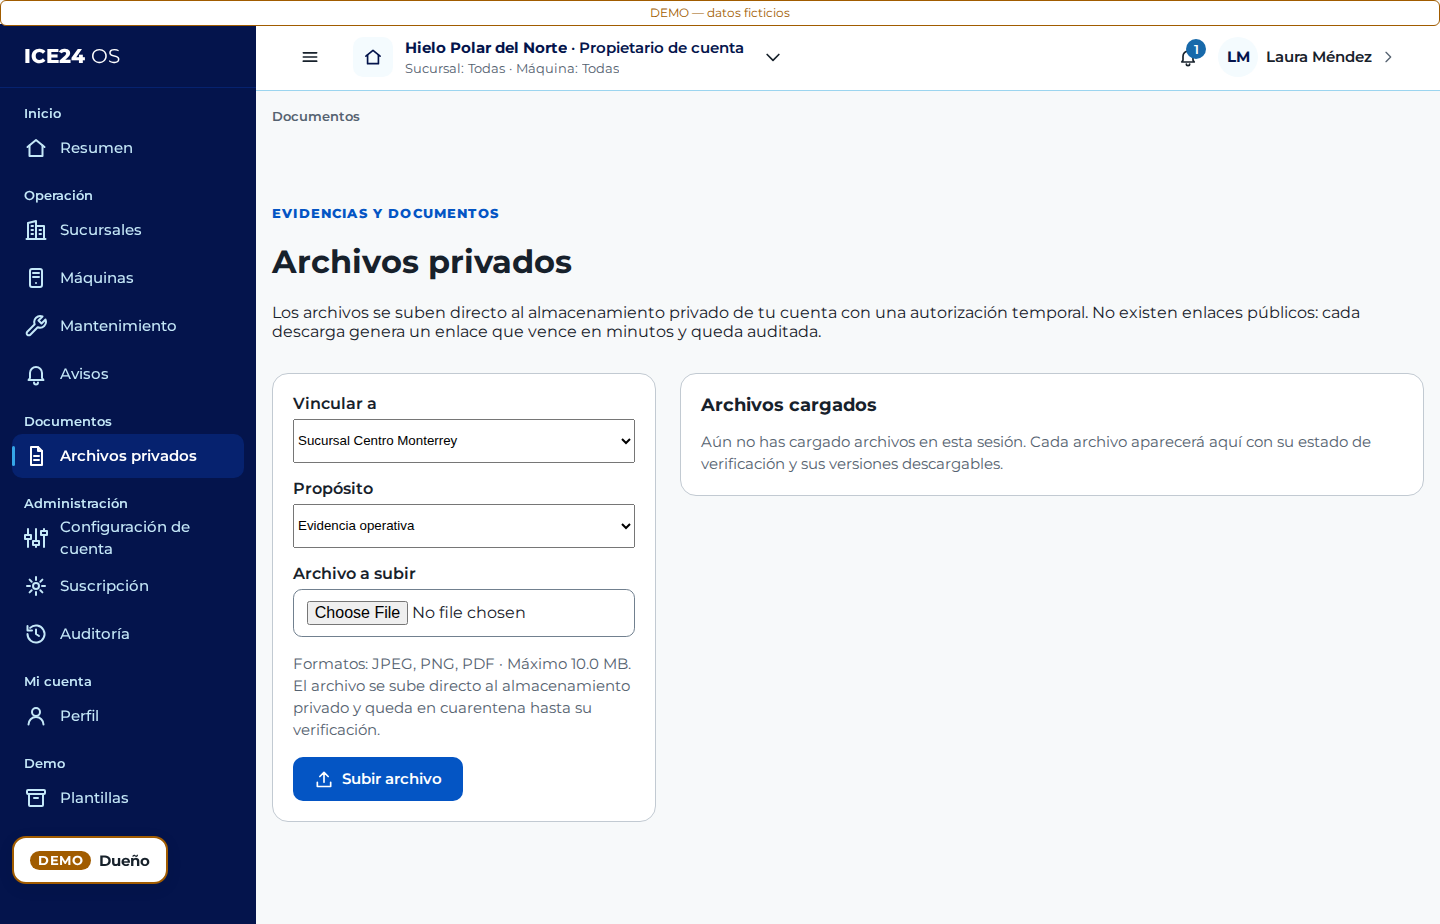 DEMO — datos ficticios
ICE24 OS
Hielo Polar del Norte · Propietario de cuenta
Sucursal: Todas · Máquina: Todas
1
LM
Laura Méndez
Inicio
Resumen
Operación
Sucursales
Máquinas
Mantenimiento
Avisos
Documentos
Archivos privados
Administración
Configuración de
cuenta
Suscripción
Auditoría
Mi cuenta
Perfil
Demo
Plantillas
DEMO Dueño
Documentos
EVIDENCIAS Y DOCUMENTOS
Archivos privados
Los archivos se suben directo al almacenamiento privado de tu cuenta con una autorización temporal. No existen enlaces públicos: cada
descarga genera un enlace que vence en minutos y queda auditada.
Vincular a
Sucursal Centro Monterrey
Propósito
Evidencia operativa
Archivo a subir
Choose File No file chosen
Formatos: JPEG, PNG, PDF · Máximo 10.0 MB.
El archivo se sube directo al almacenamiento
privado y queda en cuarentena hasta su
verificación.
Subir archivo
Archivos cargados
Aún no has cargado archivos en esta sesión. Cada archivo aparecerá aquí con su estado de
verificación y sus versiones descargables.